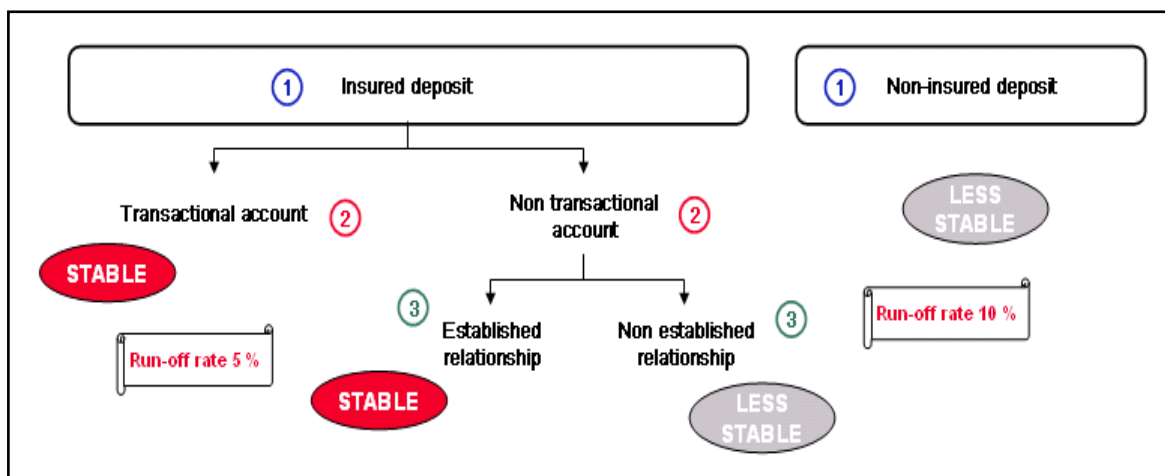 1 Insured deposit
1 Non-insured deposit
Transactional account 2
Non transactional
account
2
LESS
STABLE
STABLE
Run-off rate 5 %
3 Established
relationship
Non established
relationship
3
Run-off rate 10 %
STABLE
LESS
STABLE